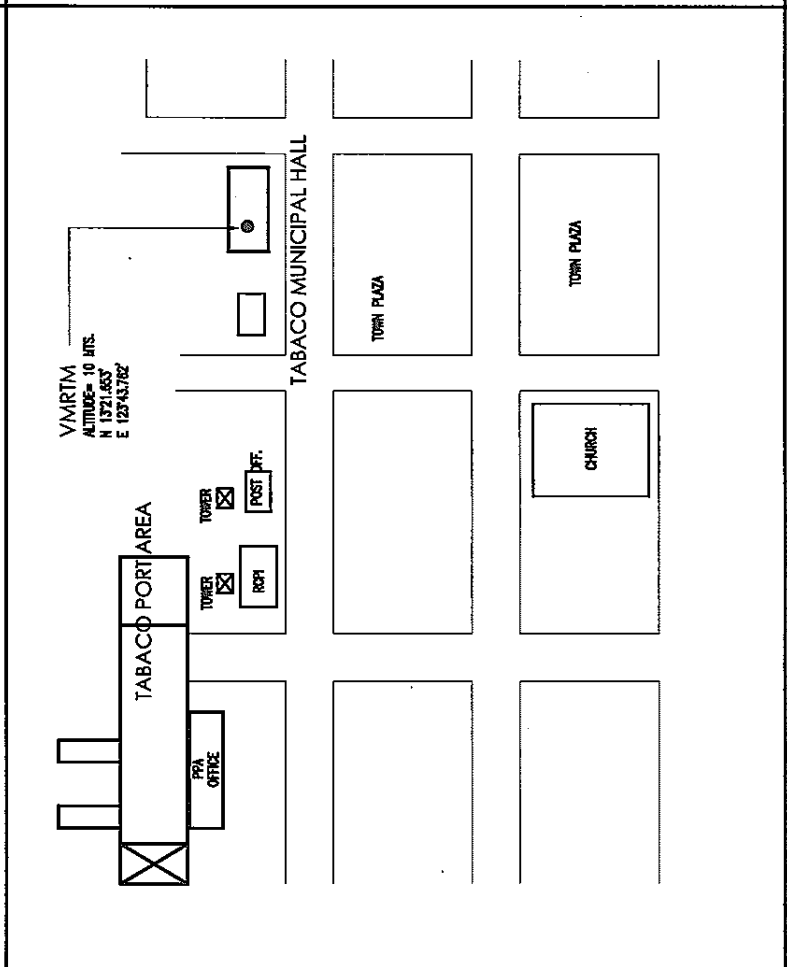 VMRTM
ALTITUDE= 10 MTS.
N 13°21.653'
E 123°43.762'
TABACO MUNICIPAL HALL
TOWN PLAZA
TOWN PLAZA
TABACO PORT AREA
TOWER
TOWER
POST OFF.
RCPI
CHURCH
PPA
OFFICE